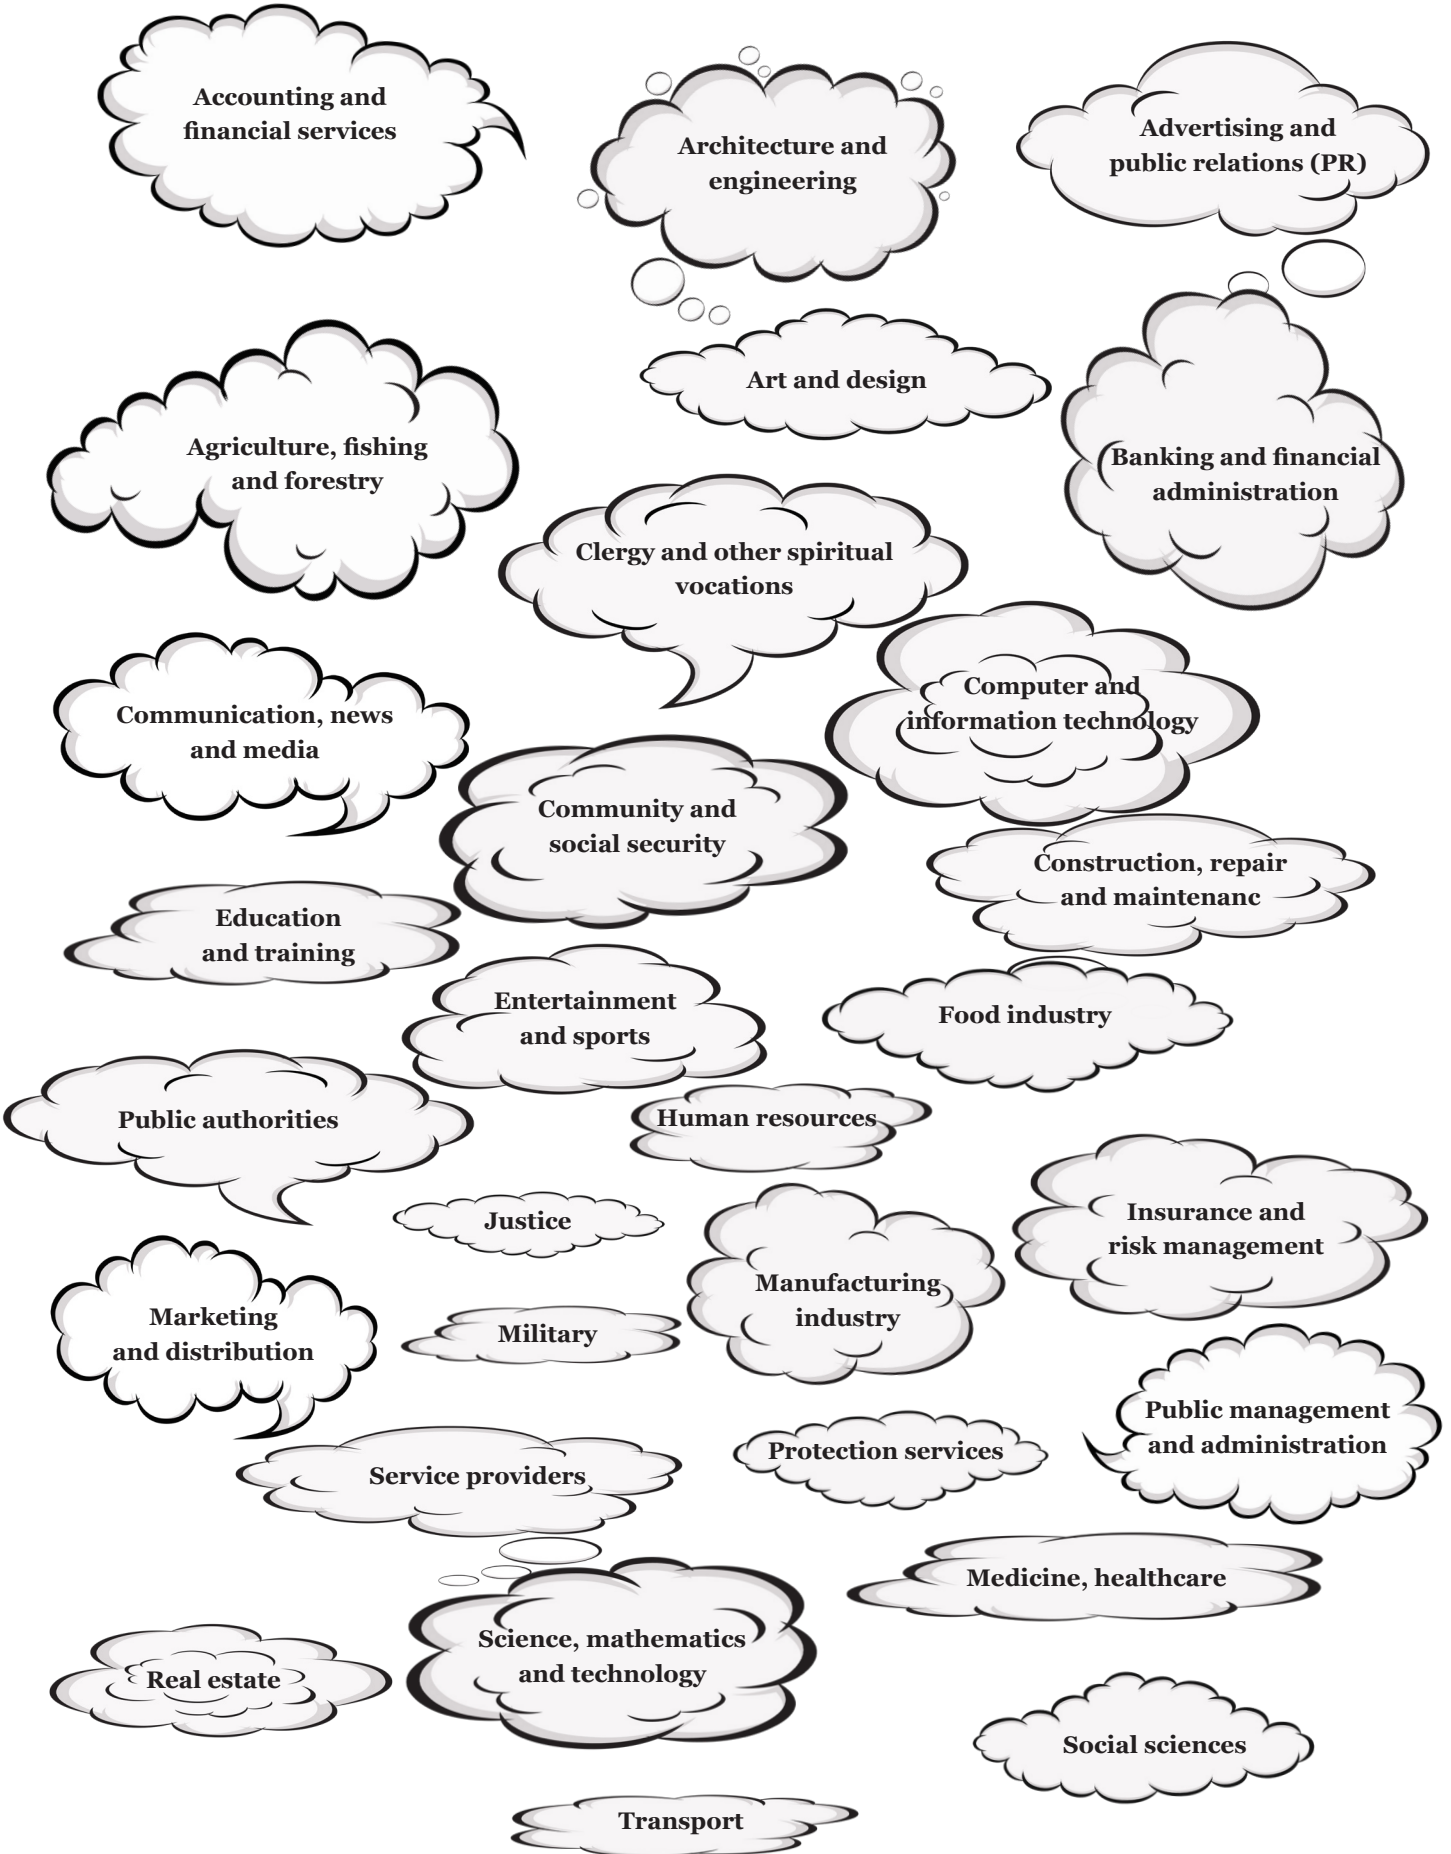 Accounting and
financial services
Architecture and
engineering
Advertising and
public relations (PR)
Art and design
Agriculture, fishing
and forestry
Banking and financial
administration
Clergy and other spiritual
vocations
Communication, news
and media
Computer and
information technology
Community and
social security
Construction, repair
and maintenanc
Education
and training
Entertainment
and sports
Food industry
Public authorities
Human resources
Justice
Insurance and
risk management
Manufacturing
industry
Marketing
and distribution
Military
Public management
and administration
Protection services
Service providers
Medicine, healthcare
Science, mathematics
and technology
Real estate
Social sciences
Transport